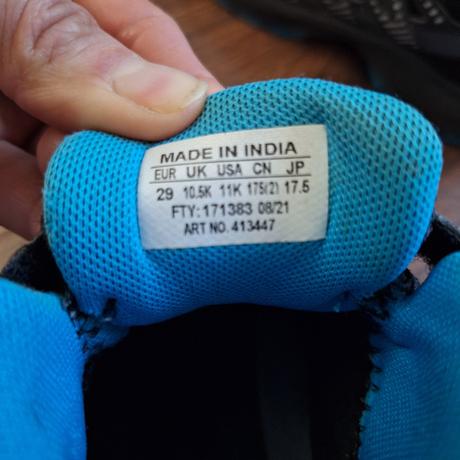 MADE IN INDIA
EUR UK USA CN JP
29 10.5K 11K 175(2) 17.5
FTY: 171383 08/21
ART NO. 413447